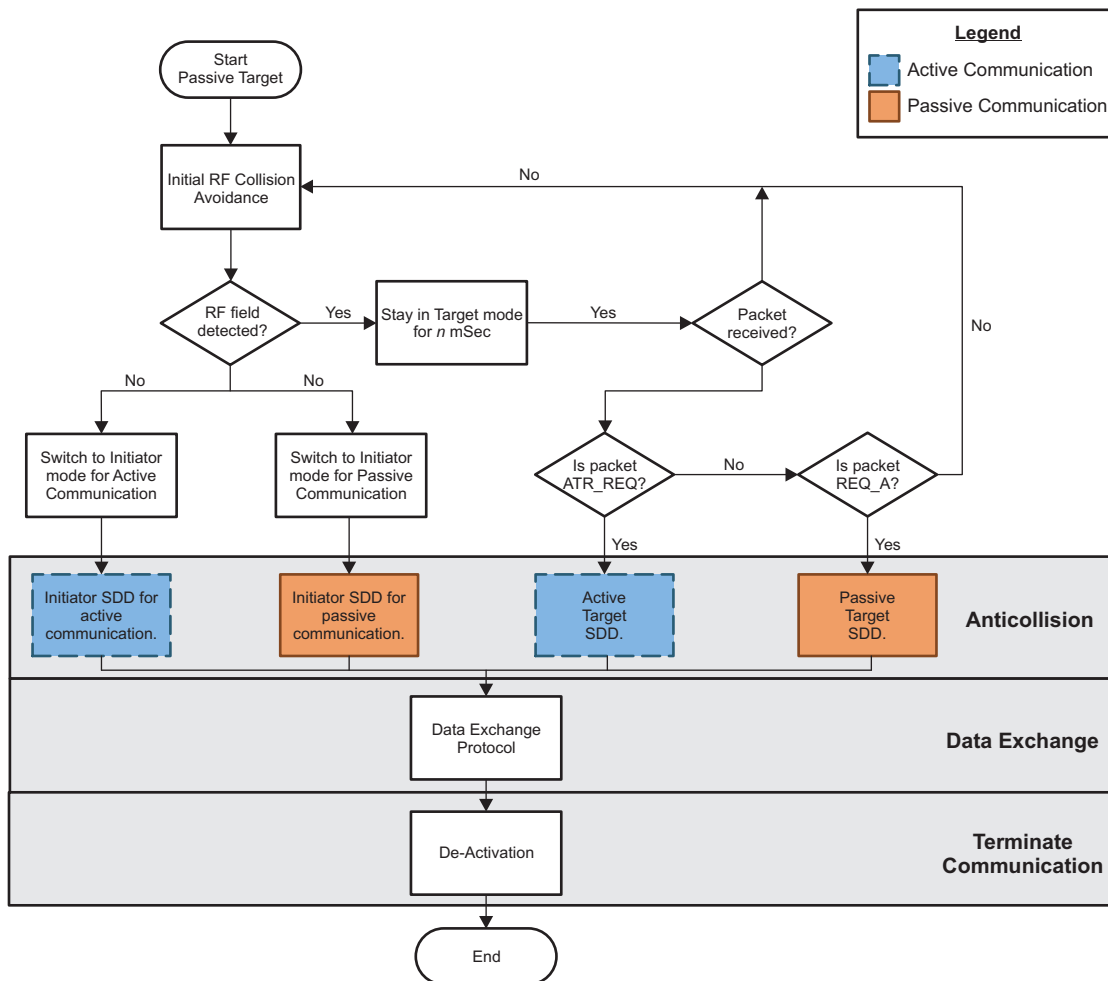 Legend
Active Communication
Passive Communication
Start
Passive Target
Initial RF Collision
Avoidance
No
RF field
detected?
Yes
Stay in Target mode
for n mSec
Yes
Packet
received?
No
No
No
Switch to Initiator
mode for Active
Communication
Switch to Initiator
mode for Passive
Communication
Is packet
ATR_REQ?
No
Is packet
REQ_A?
Yes
Yes
Initiator SDD for
active
communication.
Initiator SDD for
passive
communication.
Active
Target
SDD.
Passive
Target
SDD.
Anticollision
Data Exchange
Protocol
Data Exchange
De-Activation
Terminate
Communication
End